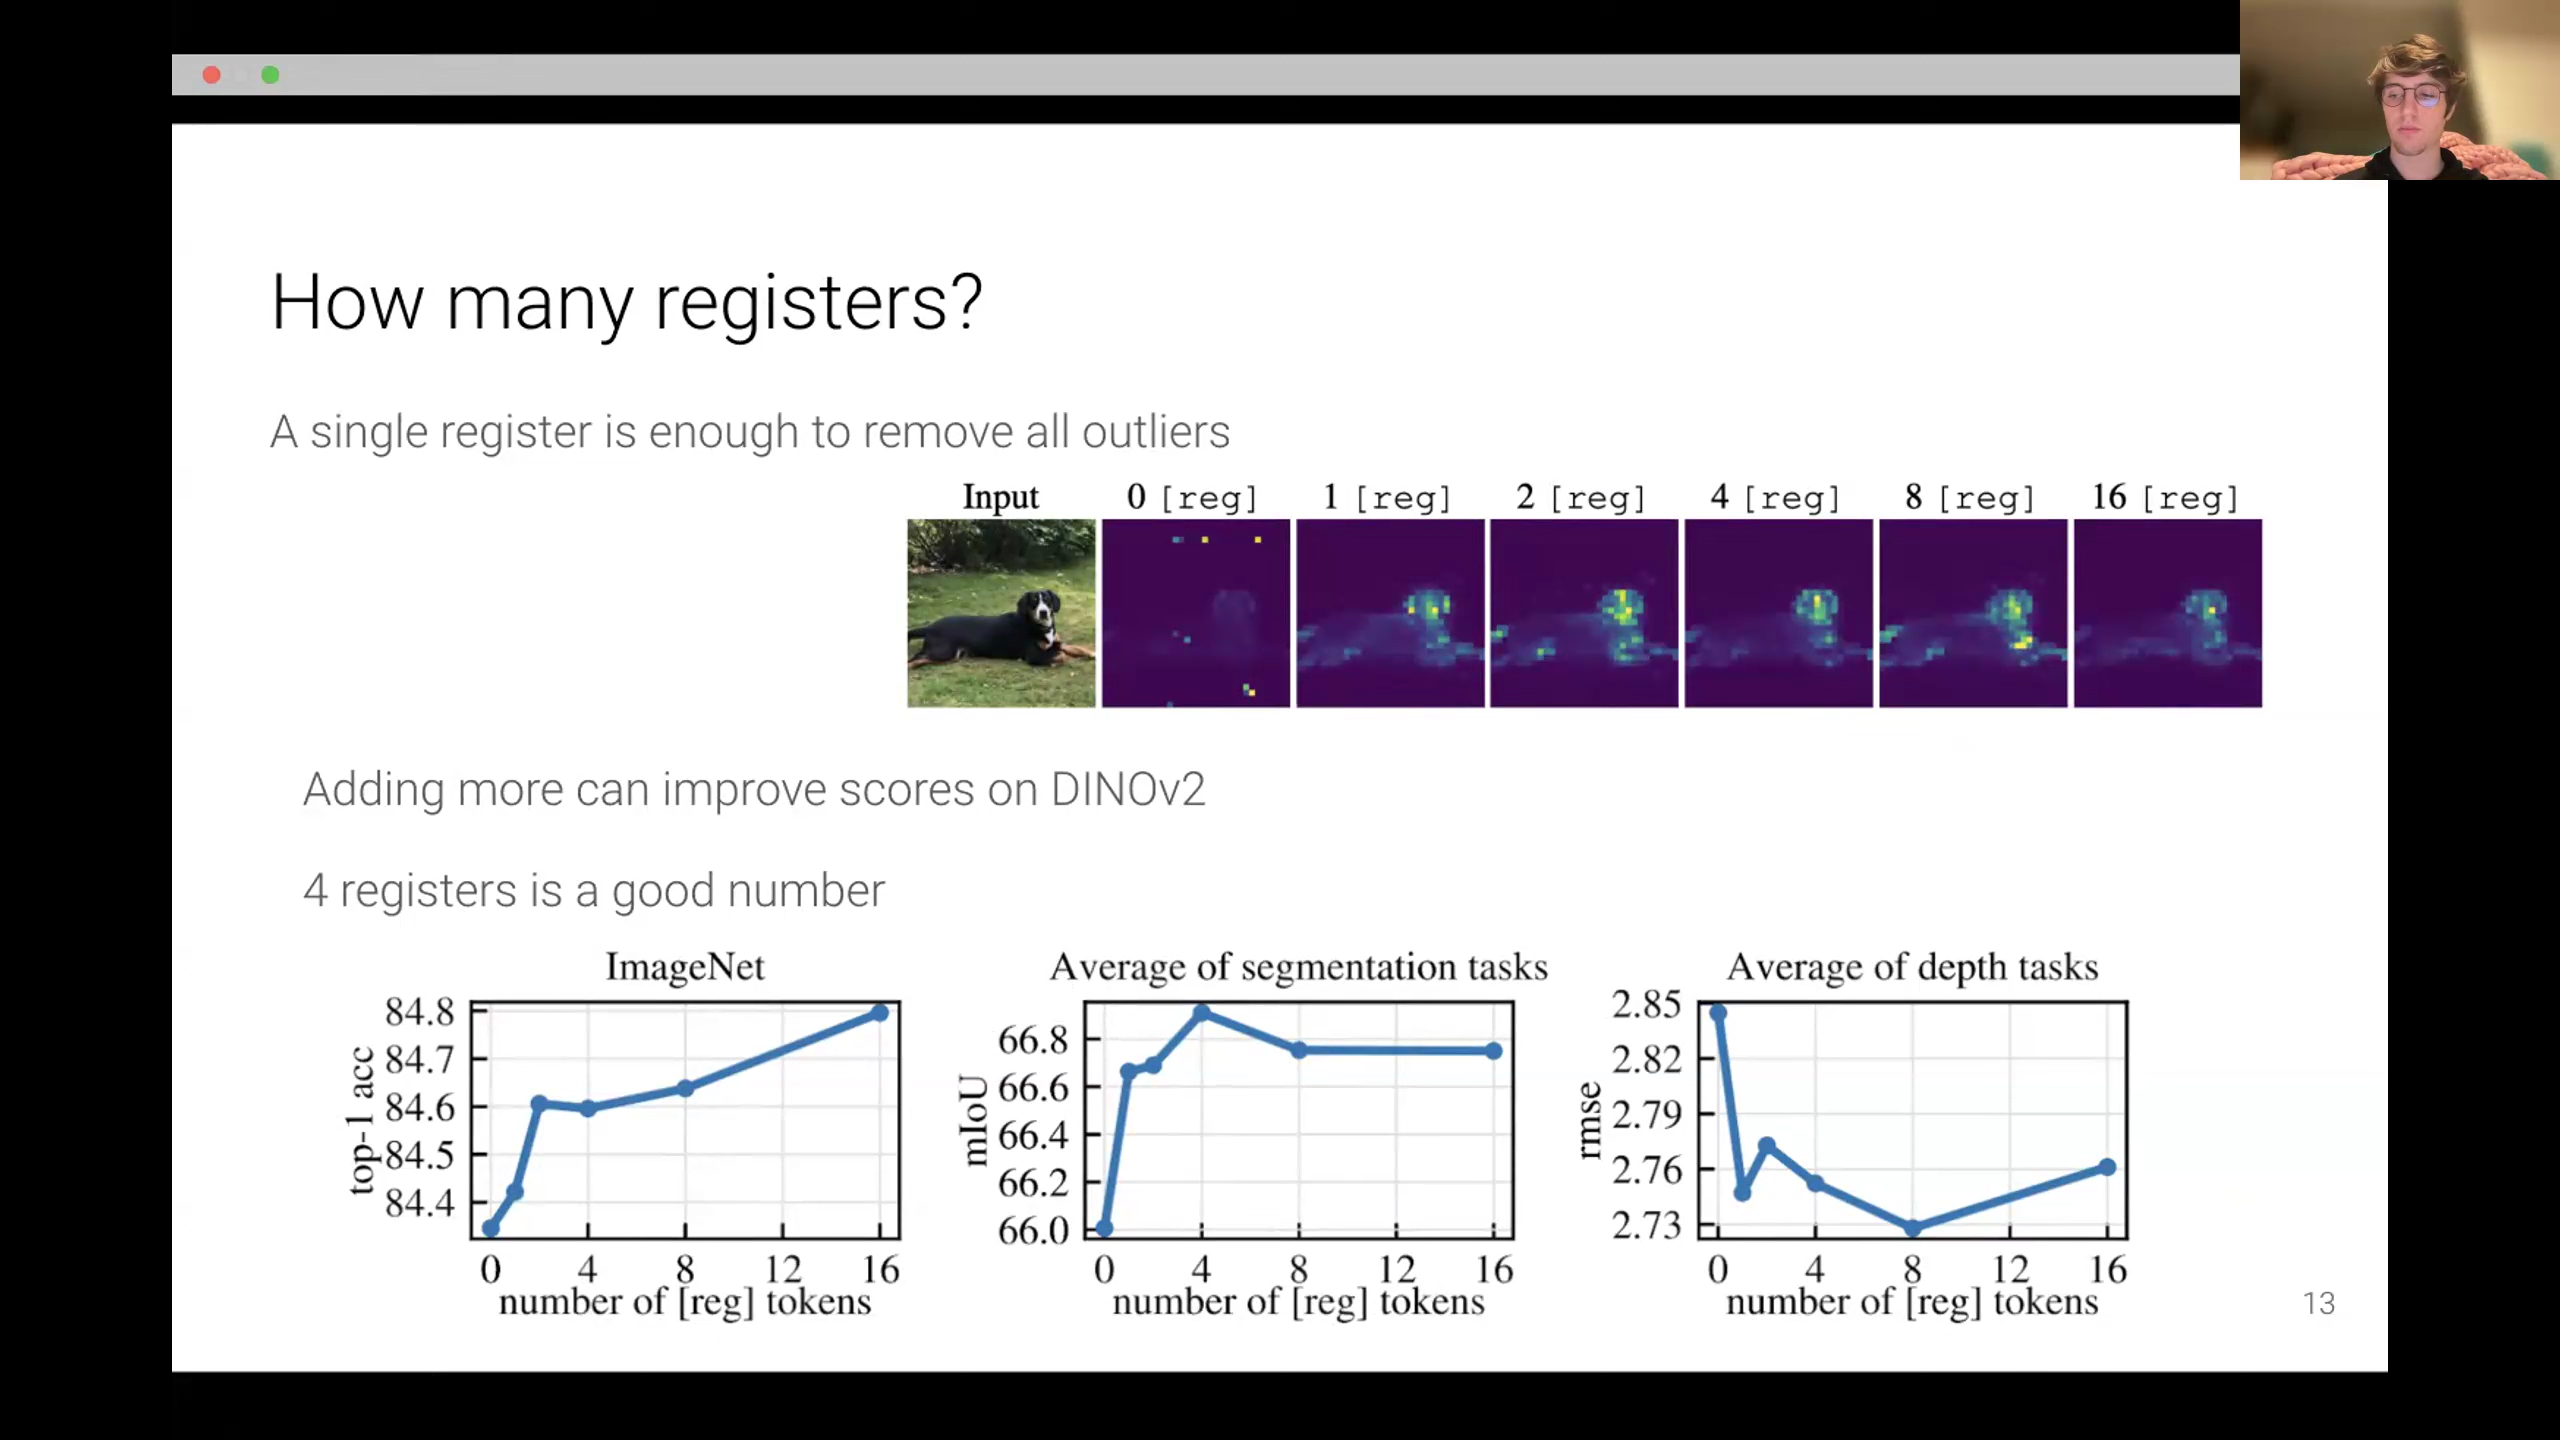 How many registers?
A single register is enough to remove all outliers
Input 0 [reg] 1 [reg] 2 [reg] 4 [reg] 8 [reg] 16 [reg]
Adding more can improve scores on DINOv2
4 registers is a good number
ImageNet
top-1 acc
84.8
84.7
84.6
84.5
84.4
0 4 8 12 16
number of [reg] tokens
Average of segmentation tasks
mIoU
66.8
66.6
66.4
66.2
66.0
0 4 8 12 16
number of [reg] tokens
Average of depth tasks
rmse
2.85
2.82
2.79
2.76
2.73
0 4 8 12 16
number of [reg] tokens
13